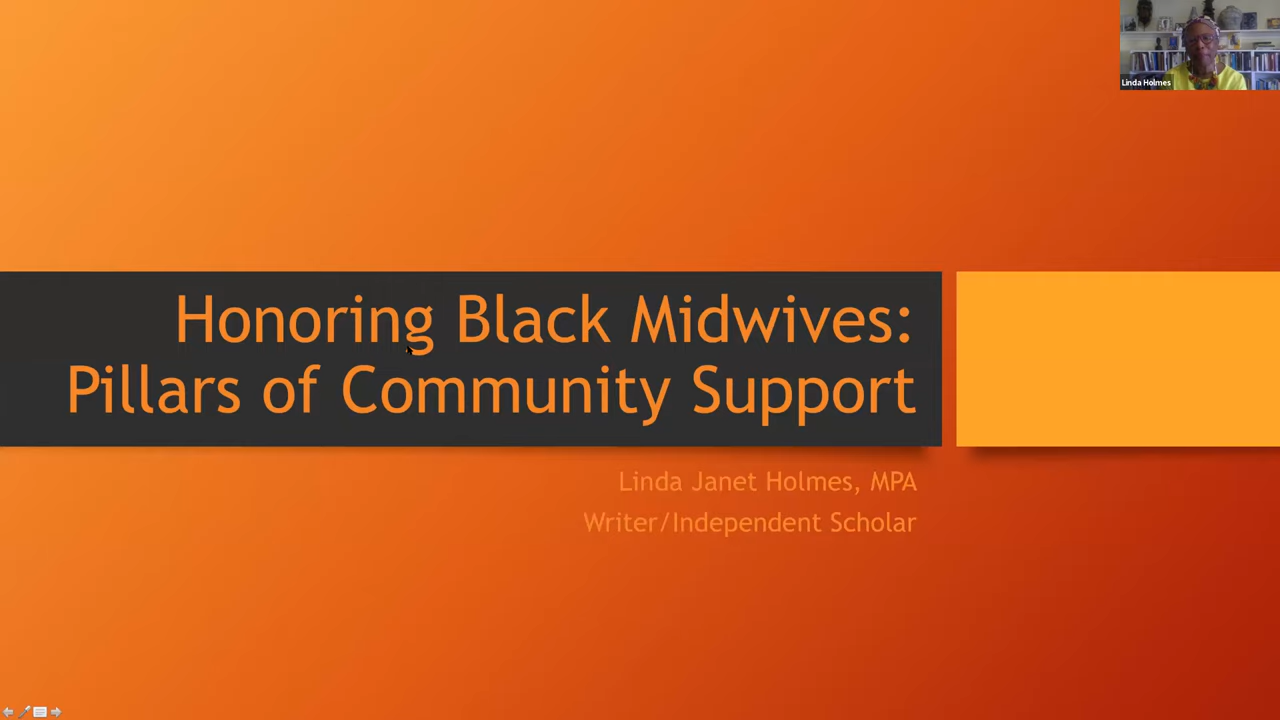 Linda Holmes
Honoring Black Midwives:
Pillars of Community Support
Linda Janet Holmes, MPA
Writer/Independent Scholar